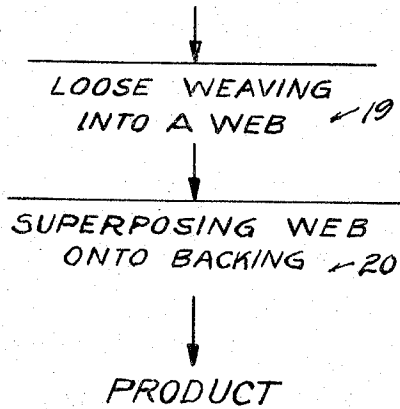 LOOSE WEAVING
INTO A WEB 19
SUPERPOSING WEB
ONTO BACKING 20
PRODUCT